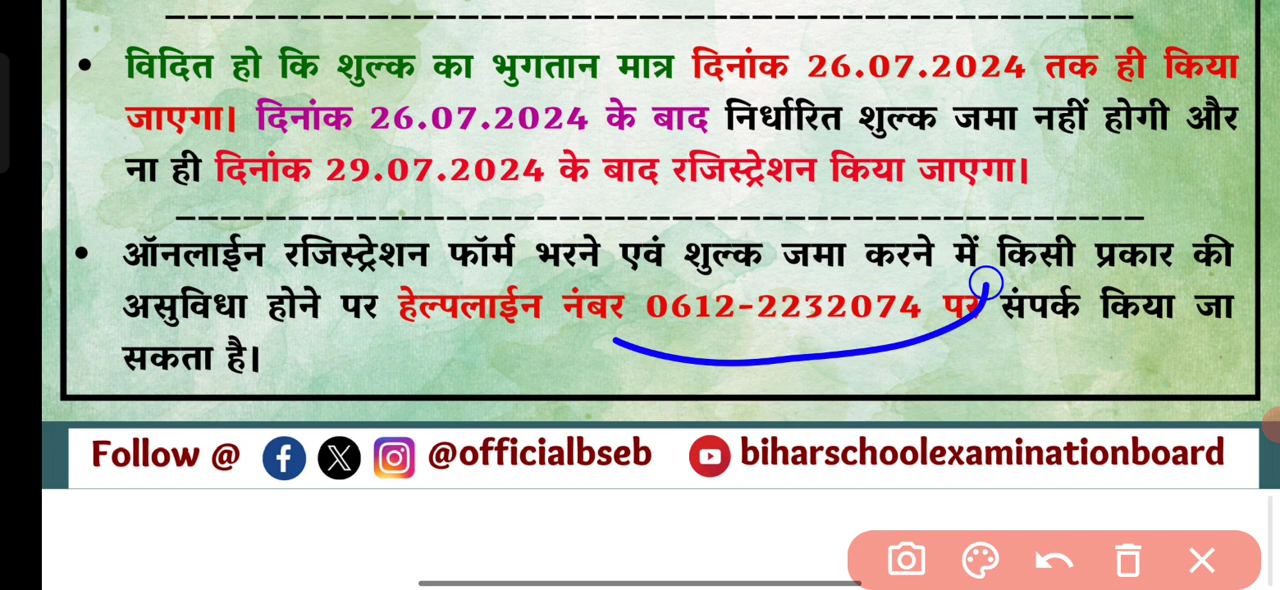 विदित हो कि शुल्क का भुगतान मात्र दिनांक 26.07.2024 तक ही किया
जाएगा। दिनांक 26.07.2024 के बाद निर्धारित शुल्क जमा नहीं होगी और
ना ही दिनांक 29.07.2024 के बाद रजिस्ट्रेशन किया जाएगा।
ऑनलाईन रजिस्ट्रेशन फॉर्म भरने एवं शुल्क जमा करने में किसी प्रकार की
असुविधा होने पर हेल्पलाईन नंबर 0612-2232074 पर संपर्क किया जा
सकता है।
Follow @ @officialbseb biharschoolexaminationboard